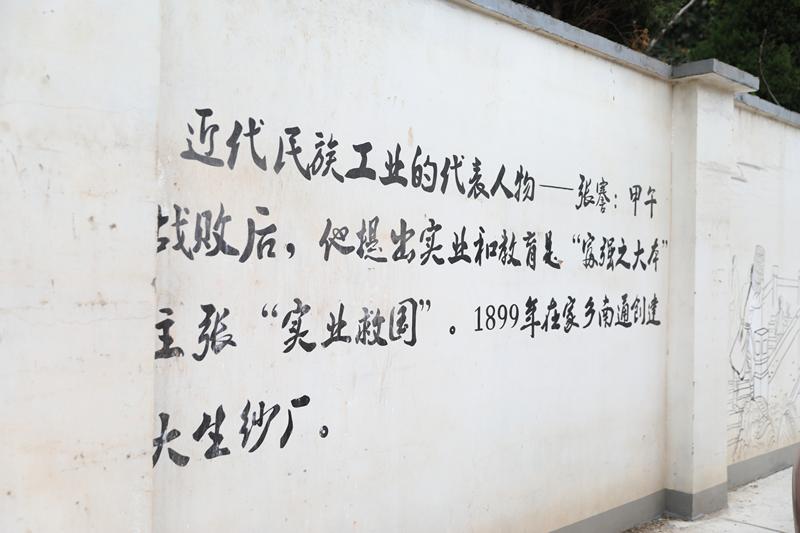 近代民族工业的代表人物——张謇：甲午
战败后，他提出实业和教育是“富强之大本”
主张“实业救国”。1899年在家乡南通创建
大生纱厂。